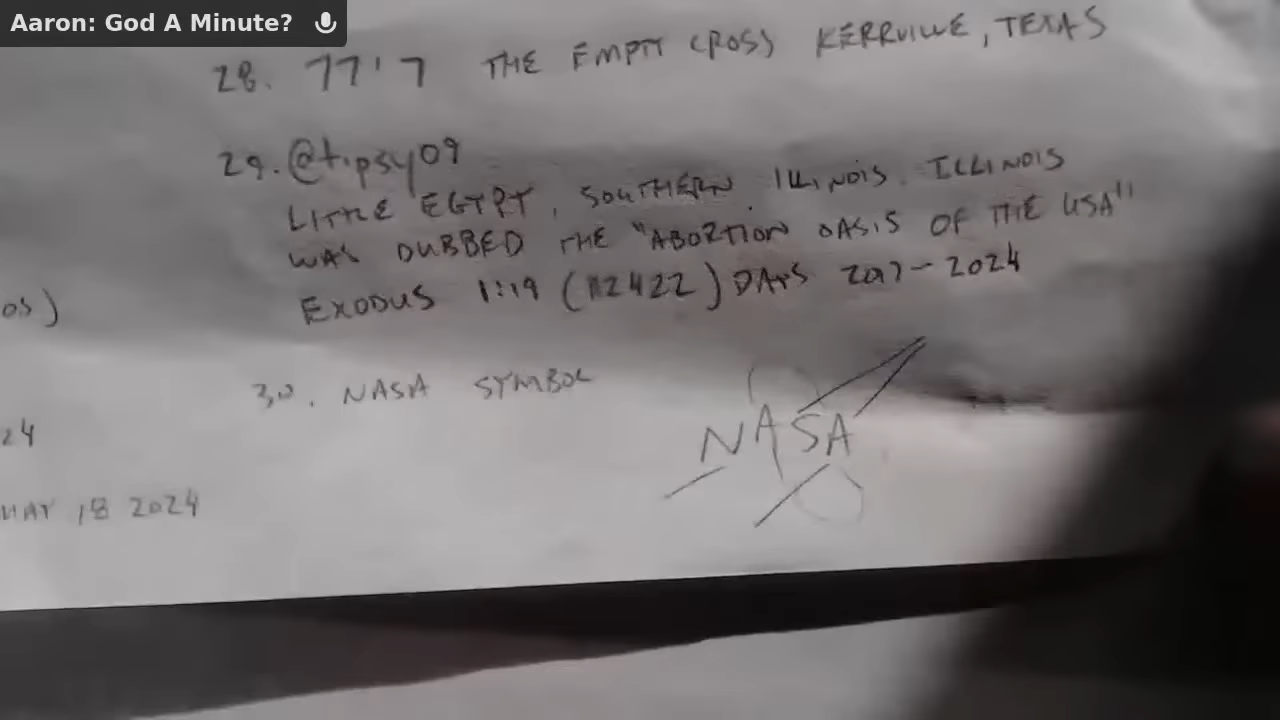 Aaron: God A Minute?
28. 77'7 THE EMPTY CROSS KERRVILLE, TEXAS
29. @tipsy09
LITTLE EGYPT, SOUTHERN ILLINOIS. ILLINOIS
WAS DUBBED THE "ABORTION OASIS OF THE USA"
os)
EXODUS 1:19 (112422) DAYS 2017-2024
30. NASA SYMBOL
24
NASA
MAY 18 2024